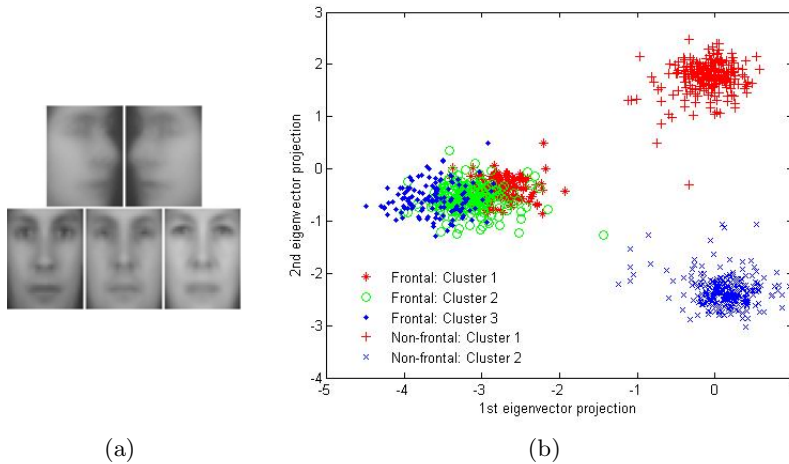 3
2
1
0
-1
-2
-3
-4
2nd eigenvector projection
Frontal: Cluster 1
Frontal: Cluster 2
Frontal: Cluster 3
Non-frontal: Cluster 1
Non-frontal: Cluster 2
-5 -4 -3 -2 -1 0
1st eigenvector projection
(a) (b)